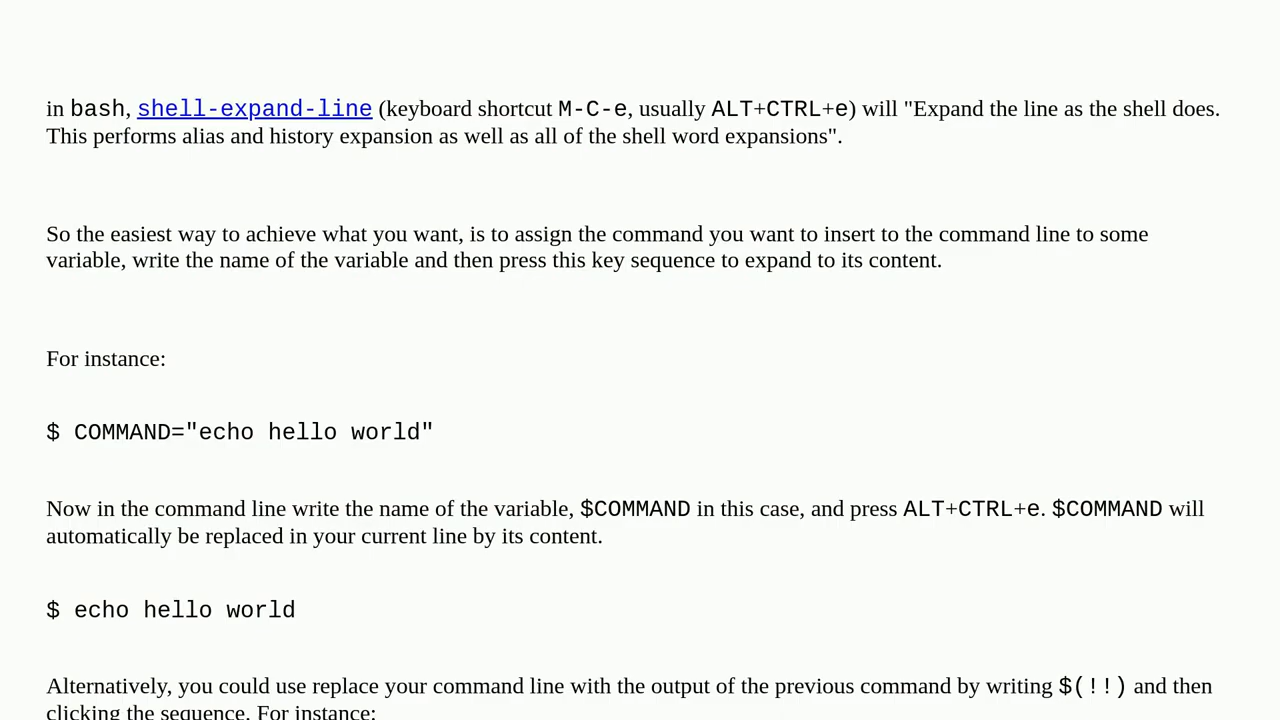 in bash, shell-expand-line (keyboard shortcut M-C-e, usually ALT+CTRL+e) will "Expand the line as the shell does.
This performs alias and history expansion as well as all of the shell word expansions".
So the easiest way to achieve what you want, is to assign the command you want to insert to the command line to some
variable, write the name of the variable and then press this key sequence to expand to its content.
For instance:
$ COMMAND="echo hello world"
Now in the command line write the name of the variable, $COMMAND in this case, and press ALT+CTRL+e. $COMMAND will
automatically be replaced in your current line by its content.
$ echo hello world
Alternatively, you could use replace your command line with the output of the previous command by writing $(!!) and then
clicking the sequence. For instance: